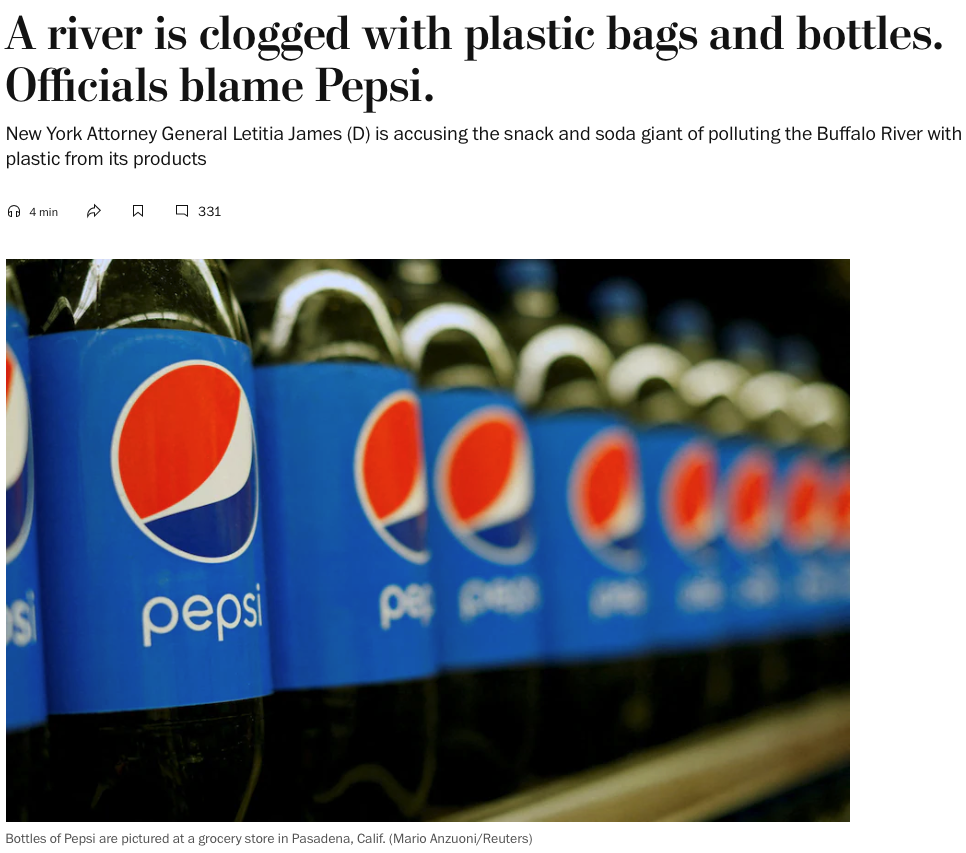 A river is clogged with plastic bags and bottles.
Officials blame Pepsi.
New York Attorney General Letitia James (D) is accusing the snack and soda giant of polluting the Buffalo River with
plastic from its products
4 min
331
pepsi
Bottles of Pepsi are pictured at a grocery store in Pasadena, Calif. (Mario Anzuoni/Reuters)